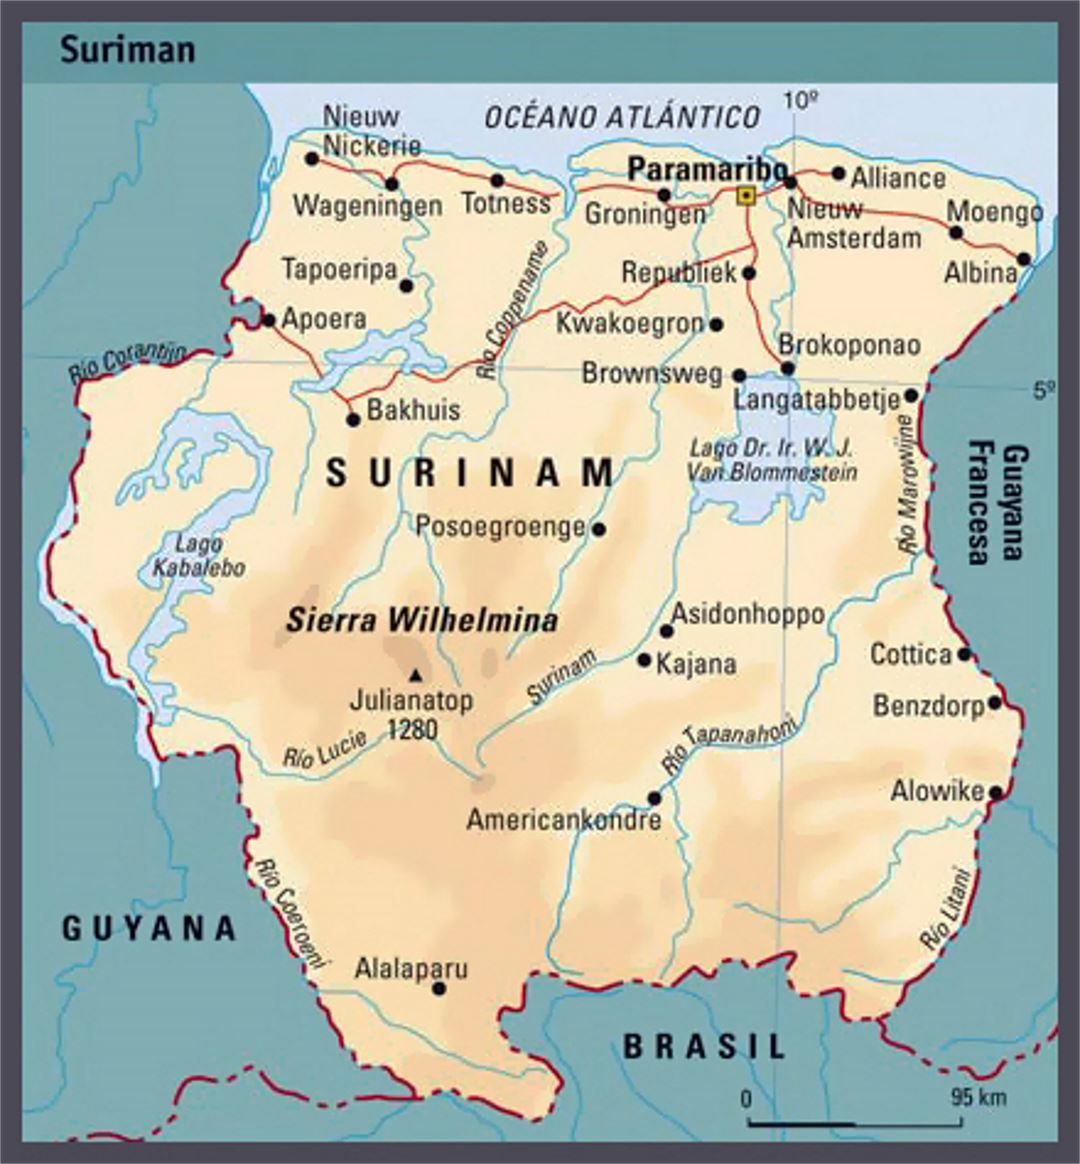 Suriman
10º
Nieuw
Nickerie
OCÉANO ATLÁNTICO
Paramaribo
Alliance
Wageningen
Totness
Groningen
Nieuw
Amsterdam
Moengo
Tapoeripa
Republiek
Albina
Río Coppename
Apoera
Kwakoegron
Río Corantijn
Brokoponao
Brownsweg
5º
Langatabbetje
Bakhuis
SURINAM
Lago Dr. Ir. W. J.
Van Blommestein
Río Marowijne
Guayana
Francesa
Posoegroenge
Lago
Kabalebo
Sierra Wilhelmina
Asidonhoppo
Kajana
Cottica
Surinam
Julianatop
1280
Benzdorp
Río Lucie
Río Tapanahoni
Alowike
Americankondre
Río Coeroeni
GUYANA
Río Litani
Alalaparu
BRASIL
0
95 km